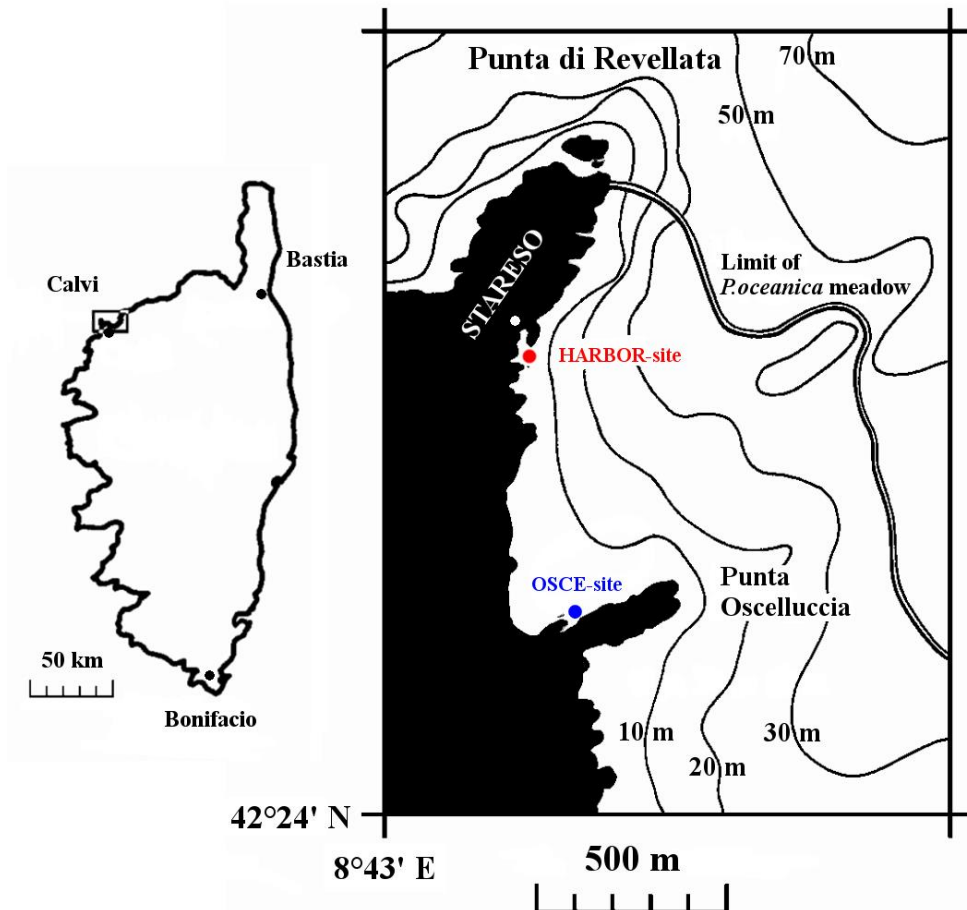 Calvi
Bastia
50 km
Bonifacio
Punta di Revellata
70 m
50 m
STARESO
Limit of
P.oceanica meadow
HARBOR-site
OSCE-site
Punta
Oscelluccia
10 m
20 m
30 m
42°24' N
8°43' E
500 m